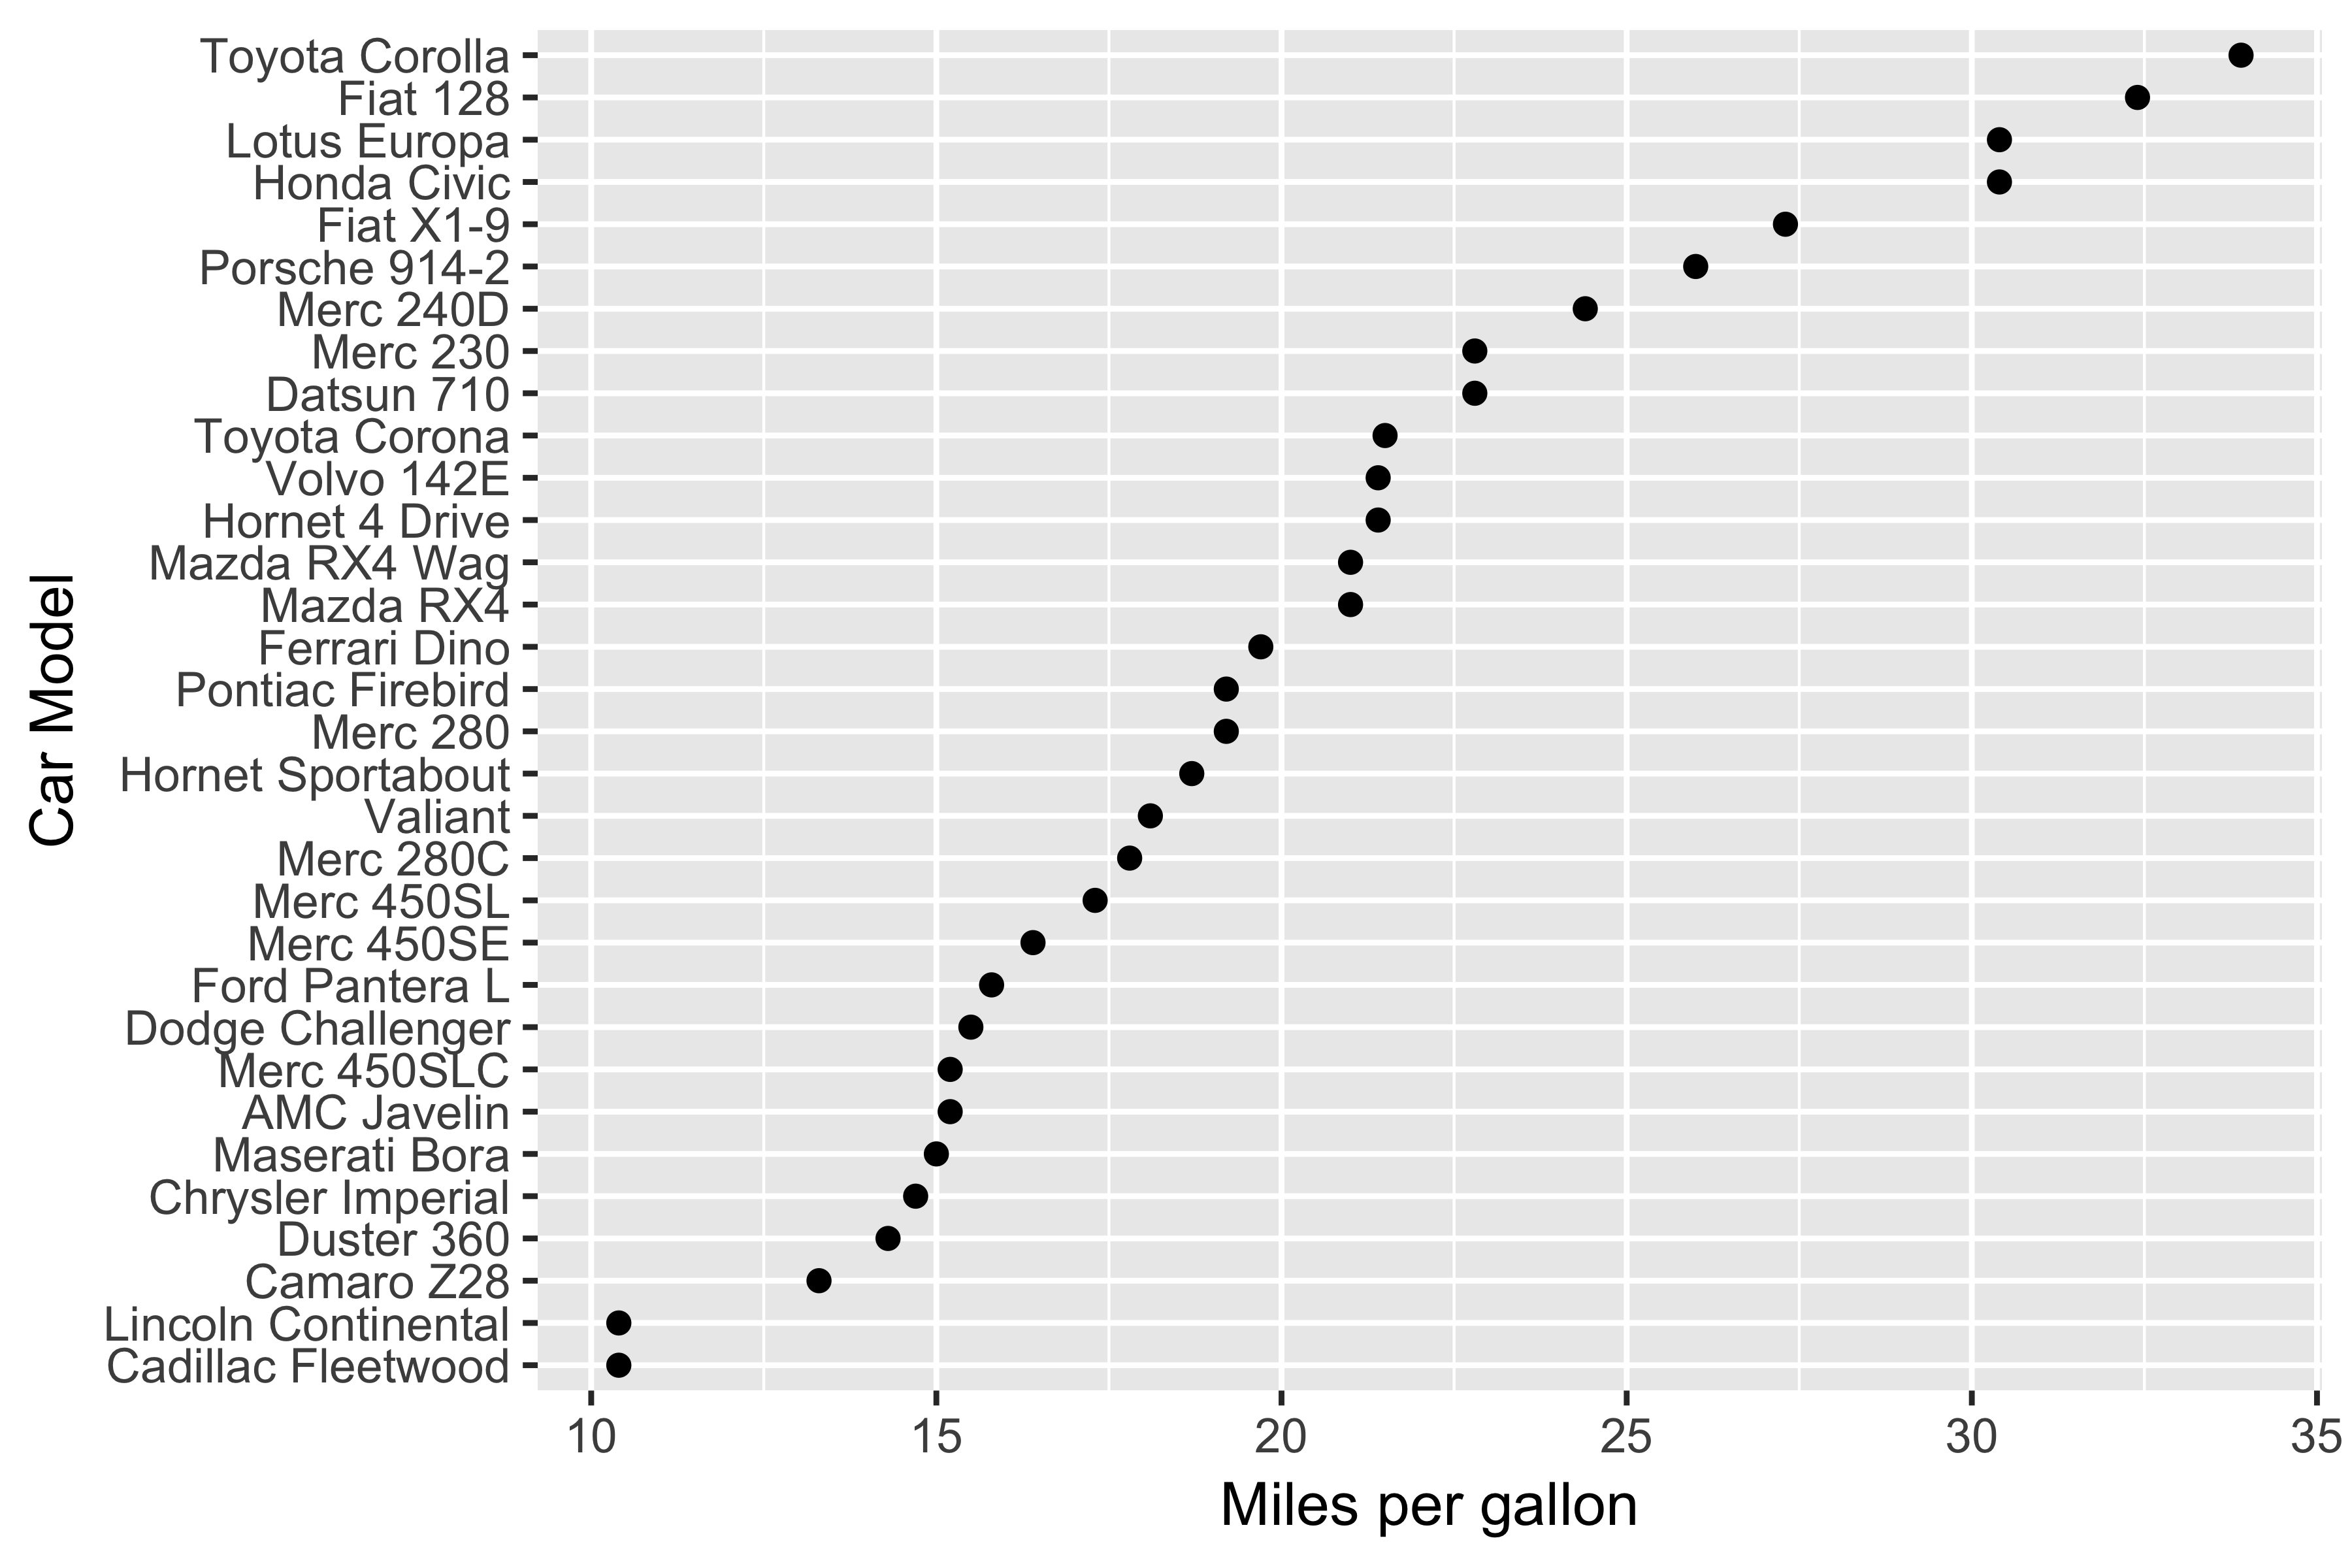 Toyota Corolla
Fiat 128
Lotus Europa
Honda Civic
Fiat X1-9
Porsche 914-2
Merc 240D
Merc 230
Datsun 710
Toyota Corona
Volvo 142E
Hornet 4 Drive
Mazda RX4 Wag
Mazda RX4
Ferrari Dino
Pontiac Firebird
Merc 280
Hornet Sportabout
Valiant
Merc 280C
Merc 450SL
Merc 450SE
Ford Pantera L
Dodge Challenger
Merc 450SLC
AMC Javelin
Maserati Bora
Chrysler Imperial
Duster 360
Camaro Z28
Lincoln Continental
Cadillac Fleetwood
Car Model
10 15 20 25 30 35
Miles per gallon